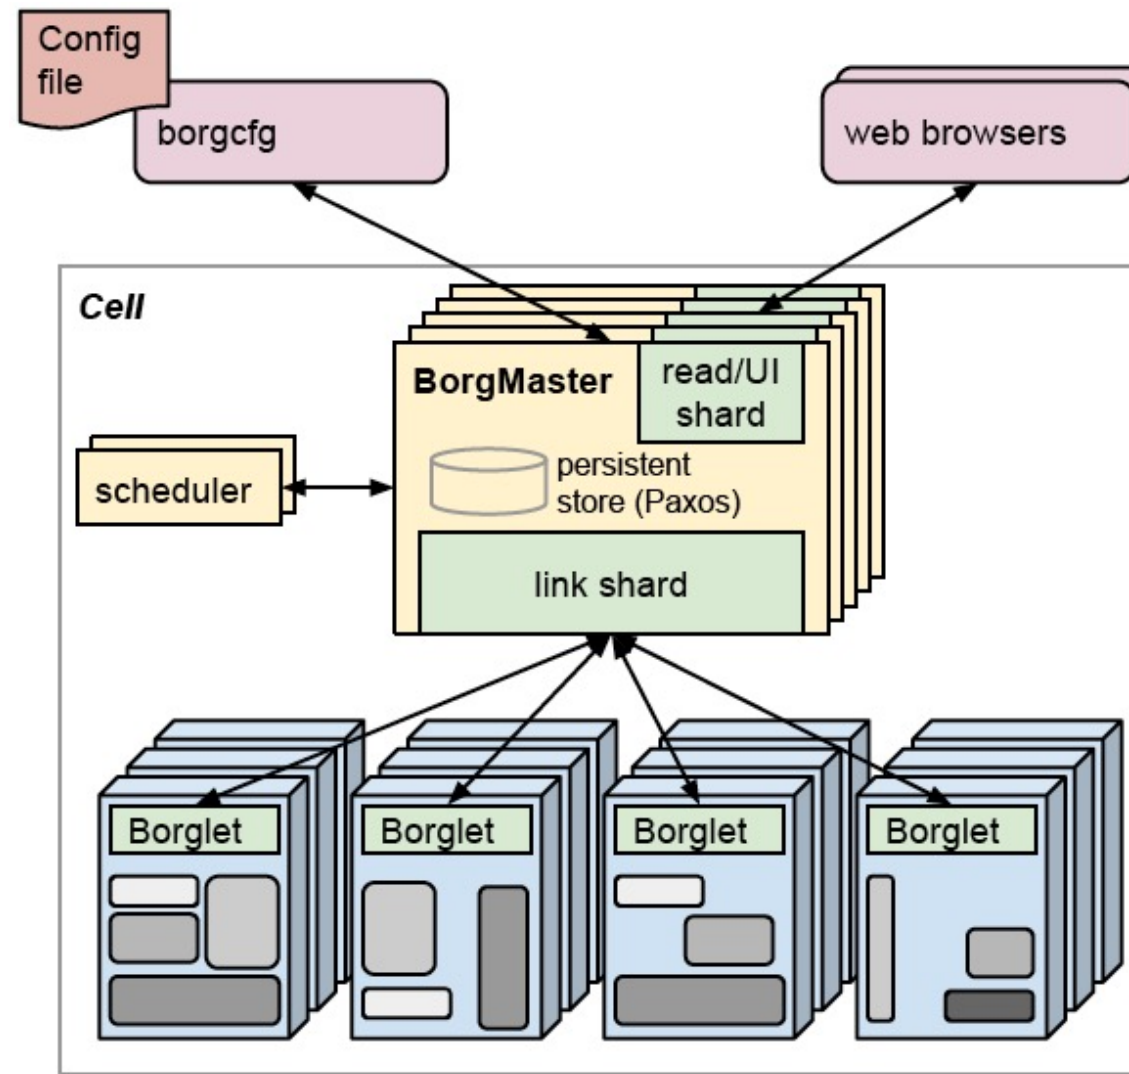 Config
file
borgcfg
web browsers
Cell
BorgMaster
read/UI
shard
persistent
store (Paxos)
scheduler
link shard
Borglet
Borglet
Borglet
Borglet